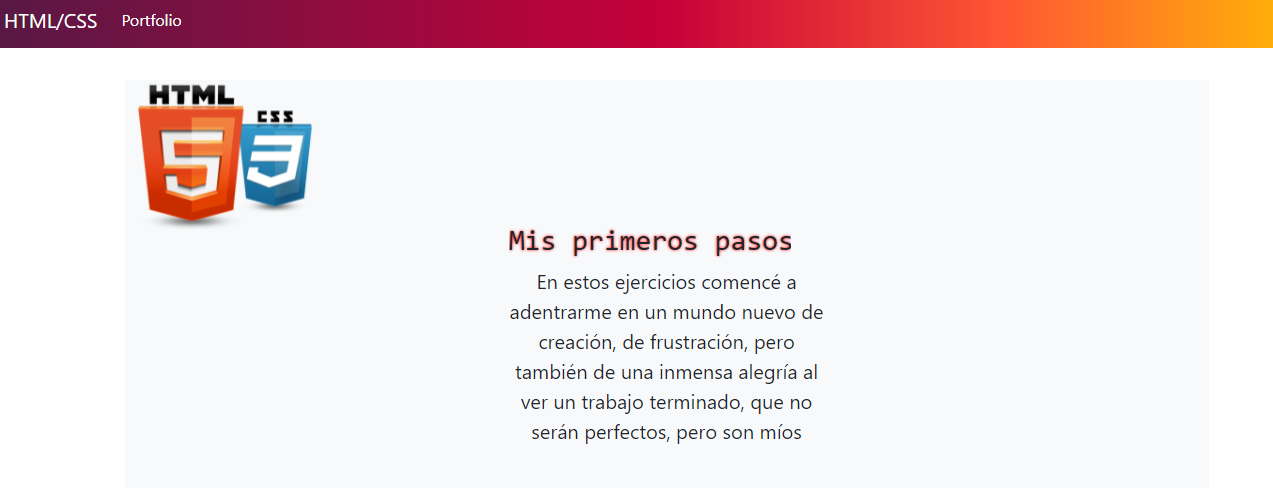 HTML/CSS Portfolio
HTML
CSS
5
3
Mis primeros pasos
En estos ejercicios comencé a
adentrarme en un mundo nuevo de
creación, de frustración, pero
también de una inmensa alegría al
ver un trabajo terminado, que no
serán perfectos, pero son míos